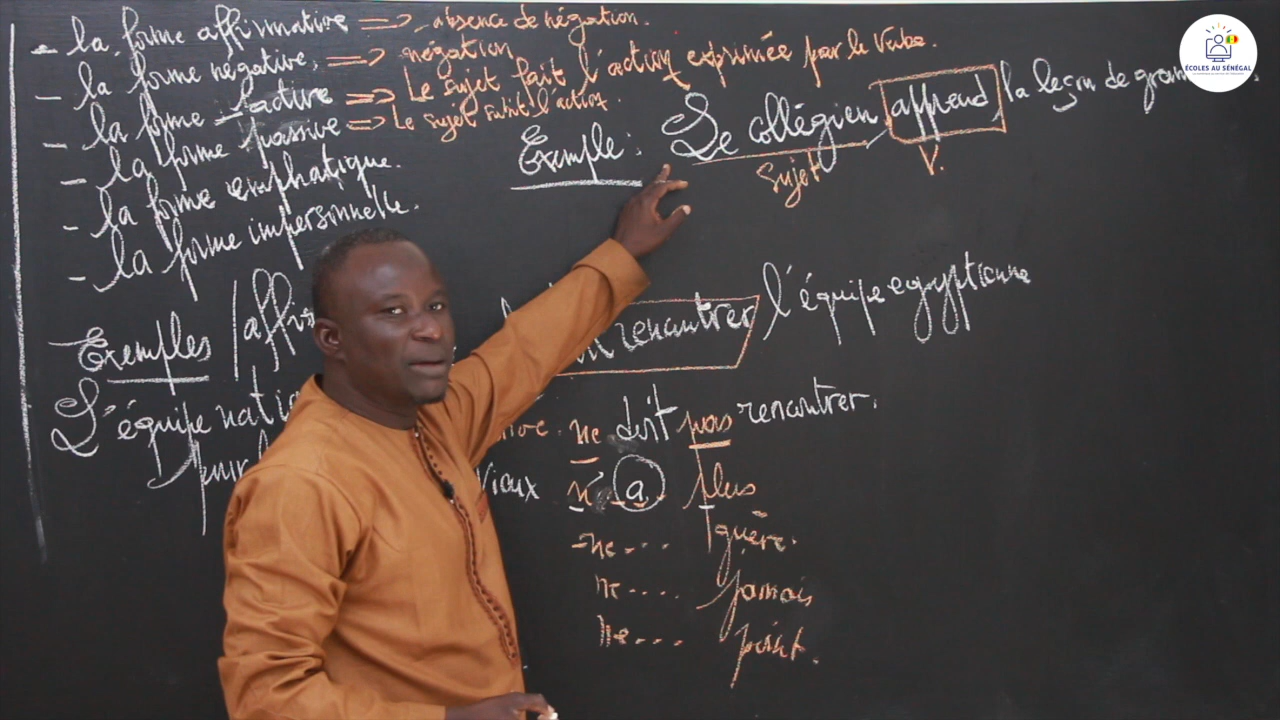 - la forme affirmative => absence de négation.
- la forme négative, => négation
- la forme active => Le sujet fait l'action exprimée par le verbe.
- la forme passive => Le sujet subit l'action.
- la forme emphatique.
- la forme impersonnelle.
Exemple : Le collégien apprend la leçon de gram
Sujet V.
Exemples / affir
rencontrer l'équipe egyptienne
L'équipe natio
ne doit pas rencontrer.
n' a plus
- ne ... guère.
ne .... jamais
ne ... point.
ÉCOLES AU SÉNÉGAL